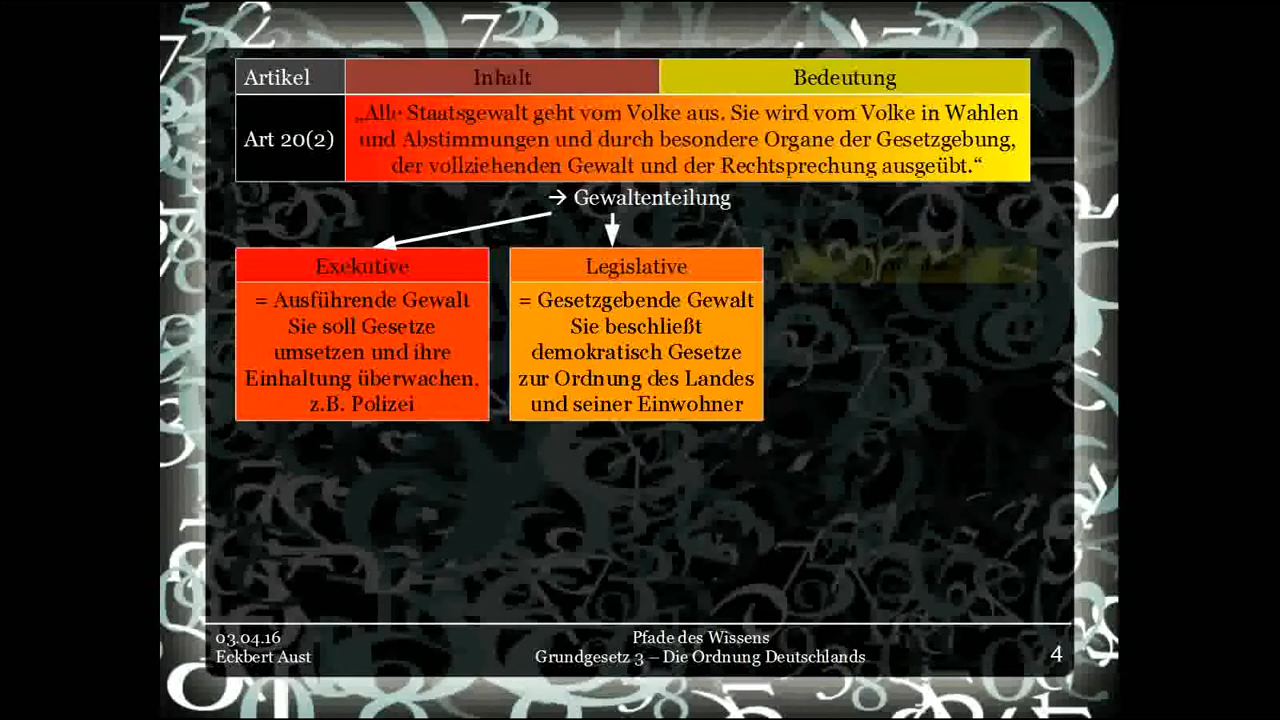 Artikel Inhalt Bedeutung
Art 20(2)
„Alle Staatsgewalt geht vom Volke aus. Sie wird vom Volke in Wahlen
und Abstimmungen und durch besondere Organe der Gesetzgebung,
der vollziehenden Gewalt und der Rechtsprechung ausgeübt.“
→ Gewaltenteilung
Exekutive
= Ausführende Gewalt
Sie soll Gesetze
umsetzen und ihre
Einhaltung überwachen.
z.B. Polizei
Legislative
= Gesetzgebende Gewalt
Sie beschließt
demokratisch Gesetze
zur Ordnung des Landes
und seiner Einwohner
03.04.16
Eckbert Aust
Pfade des Wissens
Grundgesetz 3 – Die Ordnung Deutschlands
4